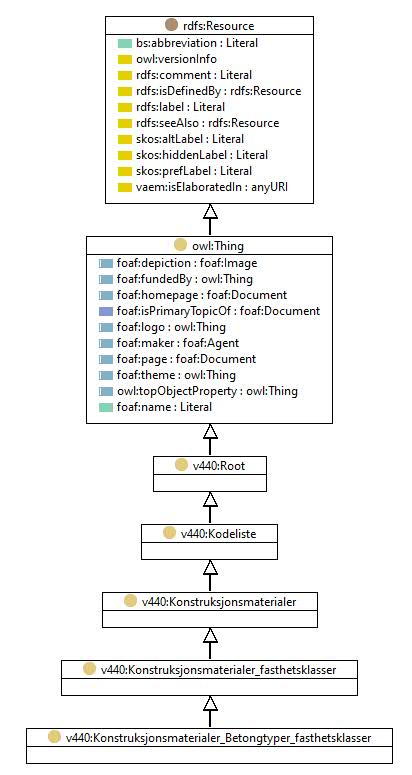 rdfs:Resource
bs:abbreviation : Literal
owl:versionInfo
rdfs:comment : Literal
rdfs:isDefinedBy : rdfs:Resource
rdfs:label : Literal
rdfs:seeAlso : rdfs:Resource
skos:altLabel : Literal
skos:hiddenLabel : Literal
skos:prefLabel : Literal
vaem:isElaboratedIn : anyURI
owl:Thing
foaf:depiction : foaf:Image
foaf:fundedBy : owl:Thing
foaf:homepage : foaf:Document
foaf:isPrimaryTopicOf : foaf:Document
foaf:logo : owl:Thing
foaf:maker : foaf:Agent
foaf:page : foaf:Document
foaf:theme : owl:Thing
owl:topObjectProperty : owl:Thing
foaf:name : Literal
v440:Root
v440:Kodeliste
v440:Konstruksjonsmaterialer
v440:Konstruksjonsmaterialer_fasthetsklasser
v440:Konstruksjonsmaterialer_Betongtyper_fasthetsklasser